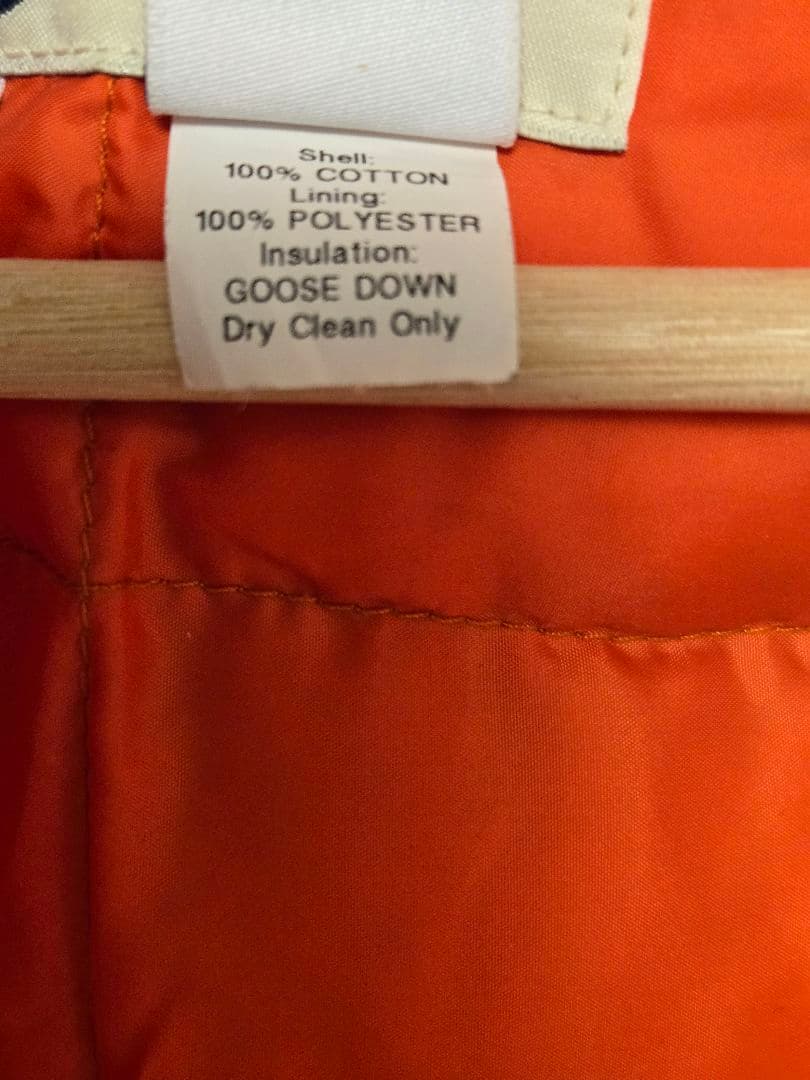 Shell:
100% COTTON
Lining:
100% POLYESTER
Insulation:
GOOSE DOWN
Dry Clean Only